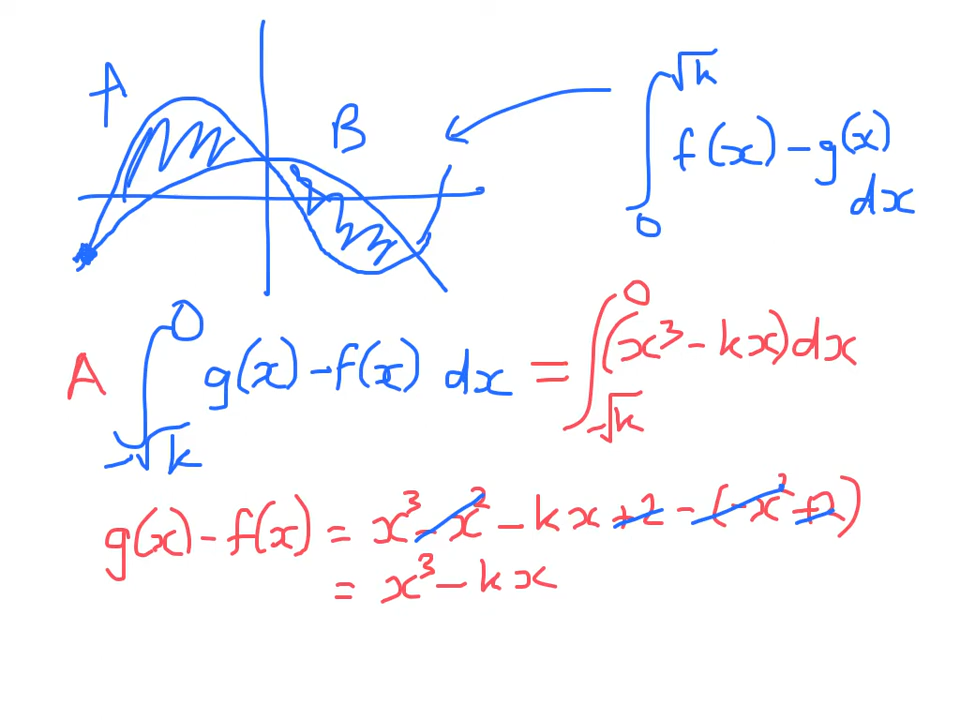 A
B
∫₀^√k f(x) - g(x) dx
A ∫_{-√k}^0 g(x) - f(x) dx = ∫_{-√k}^0 (x³ - kx) dx
g(x) - f(x) = x³ - x² - kx + 2 - (-x² + 2)
= x³ - kx